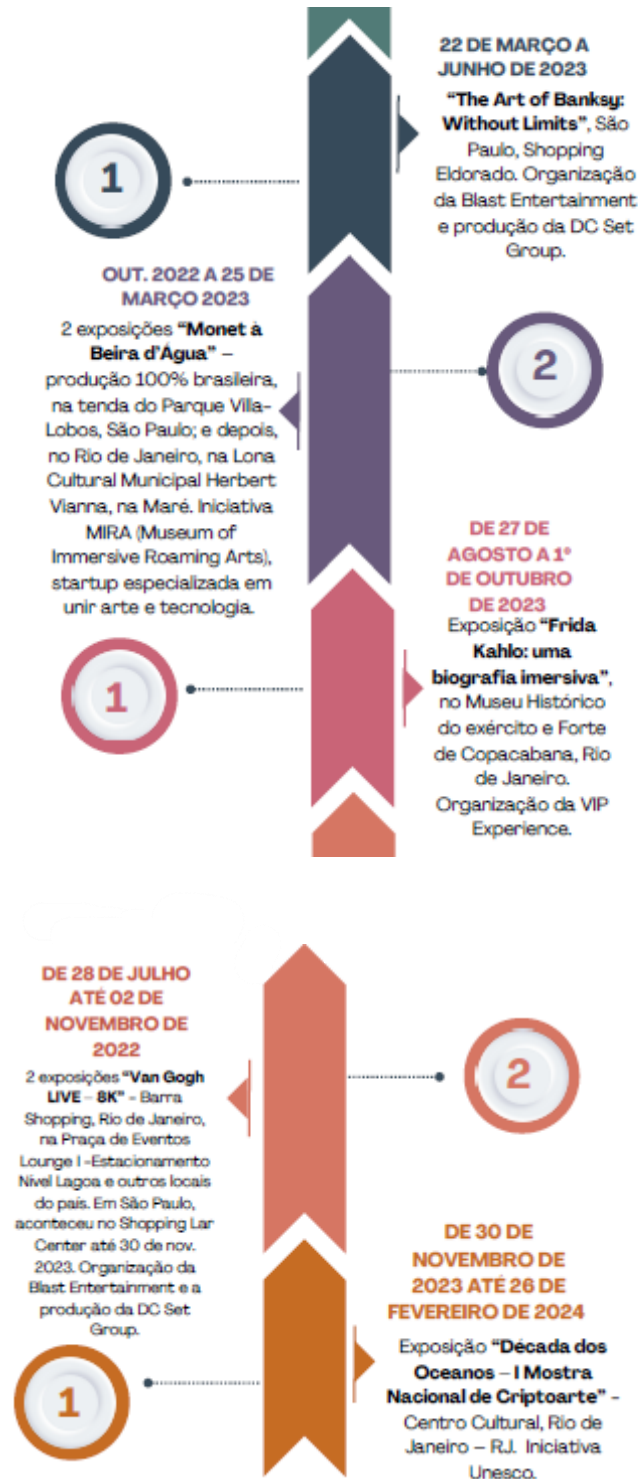 22 DE MARÇO A
JUNHO DE 2023
“The Art of Banksy:
Without Limits”, São
Paulo, Shopping
Eldorado. Organização
da Blast Entertainment
e produção da DC Set
Group.
1
OUT. 2022 A 25 DE
MARÇO 2023
2 exposições “Monet à
Beira d’Água” –
produção 100% brasileira,
na tenda do Parque Villa-
Lobos, São Paulo; e depois,
no Rio de Janeiro, na Lona
Cultural Municipal Herbert
Vianna, na Maré. Iniciativa
MIRA (Museum of
Immersive Roaming Arts),
startup especializada em
unir arte e tecnologia.
2
DE 27 DE
AGOSTO A 1º
DE OUTUBRO
DE 2023
Exposição “Frida
Kahlo: uma
biografia imersiva”,
no Museu Histórico
do exército e Forte
de Copacabana, Rio
de Janeiro.
Organização da VIP
Experience.
1
DE 28 DE JULHO
ATÉ 02 DE
NOVEMBRO DE
2022
2 exposições “Van Gogh
LIVE – 8K” - Barra
Shopping, Rio de Janeiro,
na Praça de Eventos
Lounge I -Estacionamento
Nível Lagoa e outros locais
do país. Em São Paulo,
aconteceu no Shopping Lar
Center até 30 de nov.
2023. Organização da
Blast Entertainment e a
produção da DC Set
Group.
2
DE 30 DE
NOVEMBRO DE
2023 ATÉ 26 DE
FEVEREIRO DE 2024
Exposição “Década dos
Oceanos – I Mostra
Nacional de Criptoarte” -
Centro Cultural, Rio de
Janeiro – RJ. Iniciativa
Unesco.
1